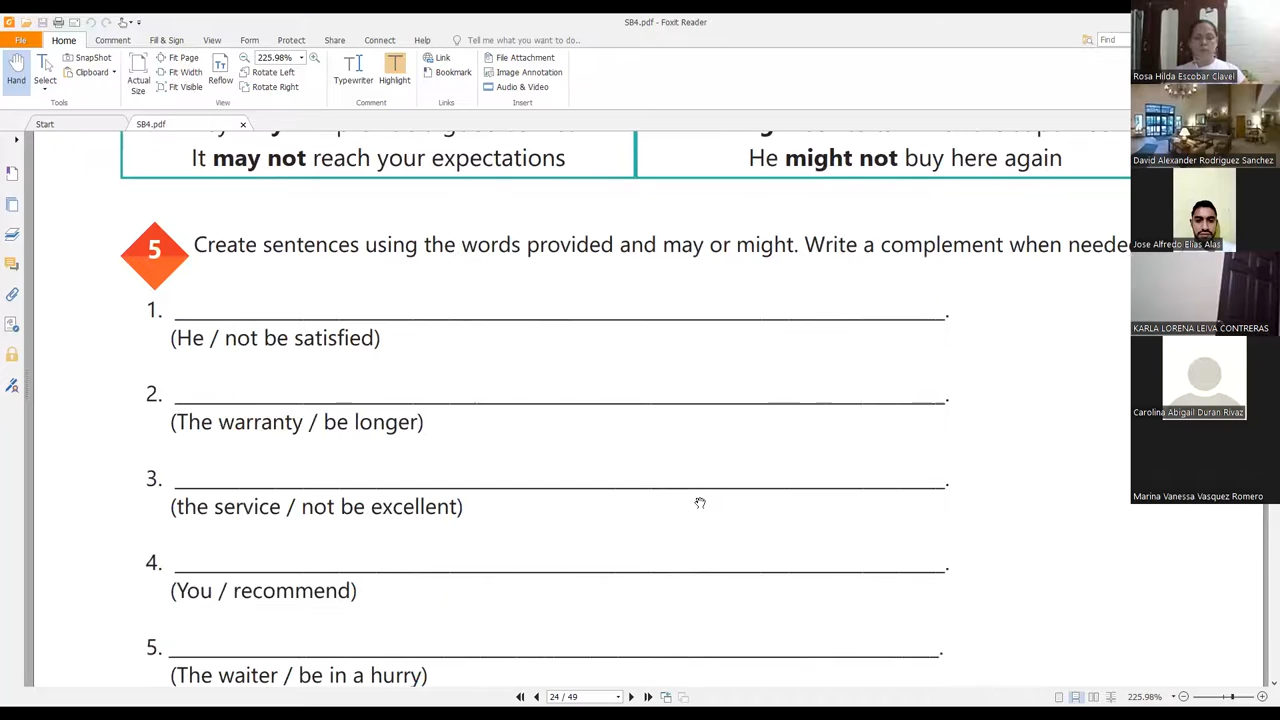 SB4.pdf - Foxit Reader
File Home Comment Fill & Sign View Form Protect Share Connect Help Tell me what you want to do.. Find
Hand
Select
SnapShot
Clipboard
Tools
Actual Size
Fit Page
Fit Width
Fit Visible
Reflow
225.98%
Rotate Left
Rotate Right
View
Typewriter
Highlight
Comment
Link
Bookmark
Links
File Attachment
Image Annotation
Audio & Video
Insert
Start SB4.pdf
It may not reach your expectations
He might not buy here again
5 Create sentences using the words provided and may or might. Write a complement when neede
1. ______.
(He / not be satisfied)
2. ______.
(The warranty / be longer)
3. ______.
(the service / not be excellent)
4. ______.
(You / recommend)
5. ______.
(The waiter / be in a hurry)
24 / 49
225.98%
Rosa Hilda Escobar Clavel
David Alexander Rodriguez Sanchez
Jose Alfredo Elias Alas
KARLA LORENA LEIVA CONTRERAS
Carolina Abigail Duran Rivaz
Marina Vanessa Vasquez Romero